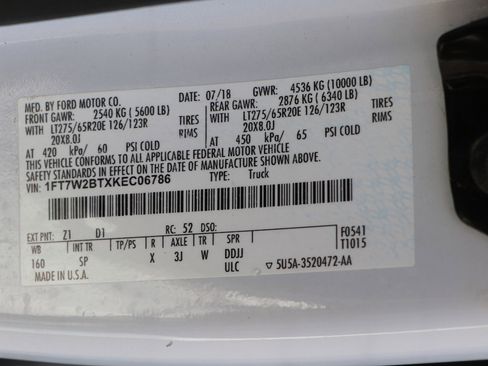 MFD. BY FORD MOTOR CO.
DATE: 07/18 GVWR: 4536 KG (10000 LB)
FRONT GAWR: 2540 KG (5600 LB) REAR GAWR: 2876 KG (6340 LB)
WITH LT275/65R20E 126/123R TIRES WITH LT275/65R20E 126/123R TIRES
20X8.0J RIMS 20X8.0J RIMS
AT 420 kPa/ 60 PSI COLD AT 450 kPa/ 65 PSI COLD
THIS VEHICLE CONFORMS TO ALL APPLICABLE FEDERAL MOTOR VEHICLE
SAFETY STANDARDS IN EFFECT ON THE DATE OF MANUFACTURE SHOWN ABOVE.
VIN: 1FT7W2BTXKEC06786 TYPE: Truck
EXT PNT: Z1 D1 RC: 52 DSO: F0541
WB INT TR TP/PS R AXLE TR SPR T1015
160 SP X 3J W DDJJ
MADE IN U.S.A. ULC ▽ 5U5A-3520472-AA